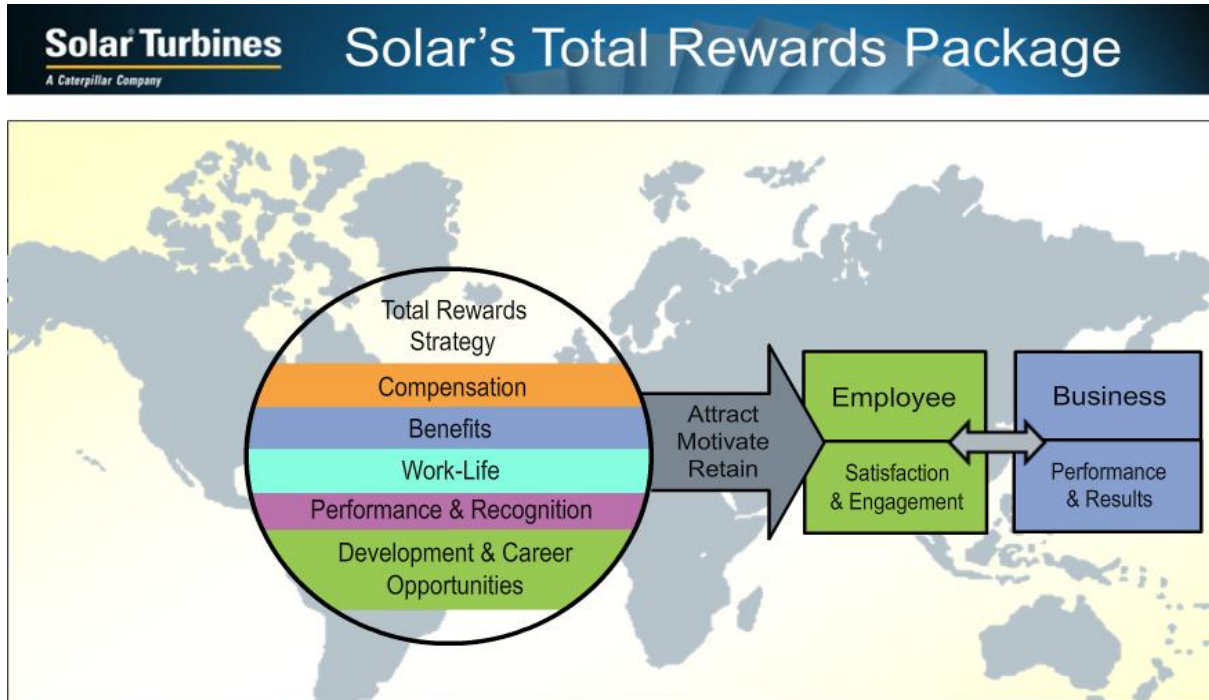 Solar Turbines
A Caterpillar Company
Solar's Total Rewards Package
Total Rewards
Strategy
Compensation
Benefits
Work-Life
Performance & Recognition
Development & Career
Opportunities
Attract
Motivate
Retain
Employee
Satisfaction
& Engagement
Business
Performance
& Results